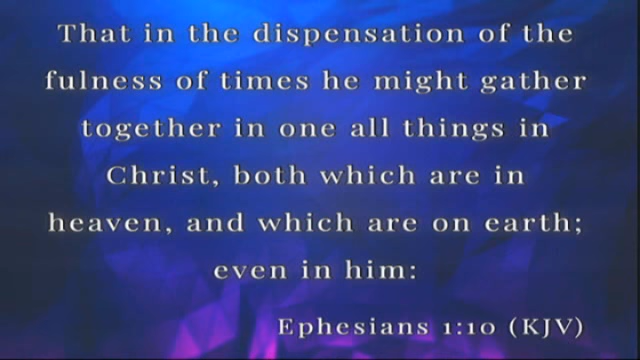 That in the dispensation of the
fulness of times he might gather
together in one all things in
Christ, both which are in
heaven, and which are on earth;
even in him:
Ephesians 1:10 (KJV)